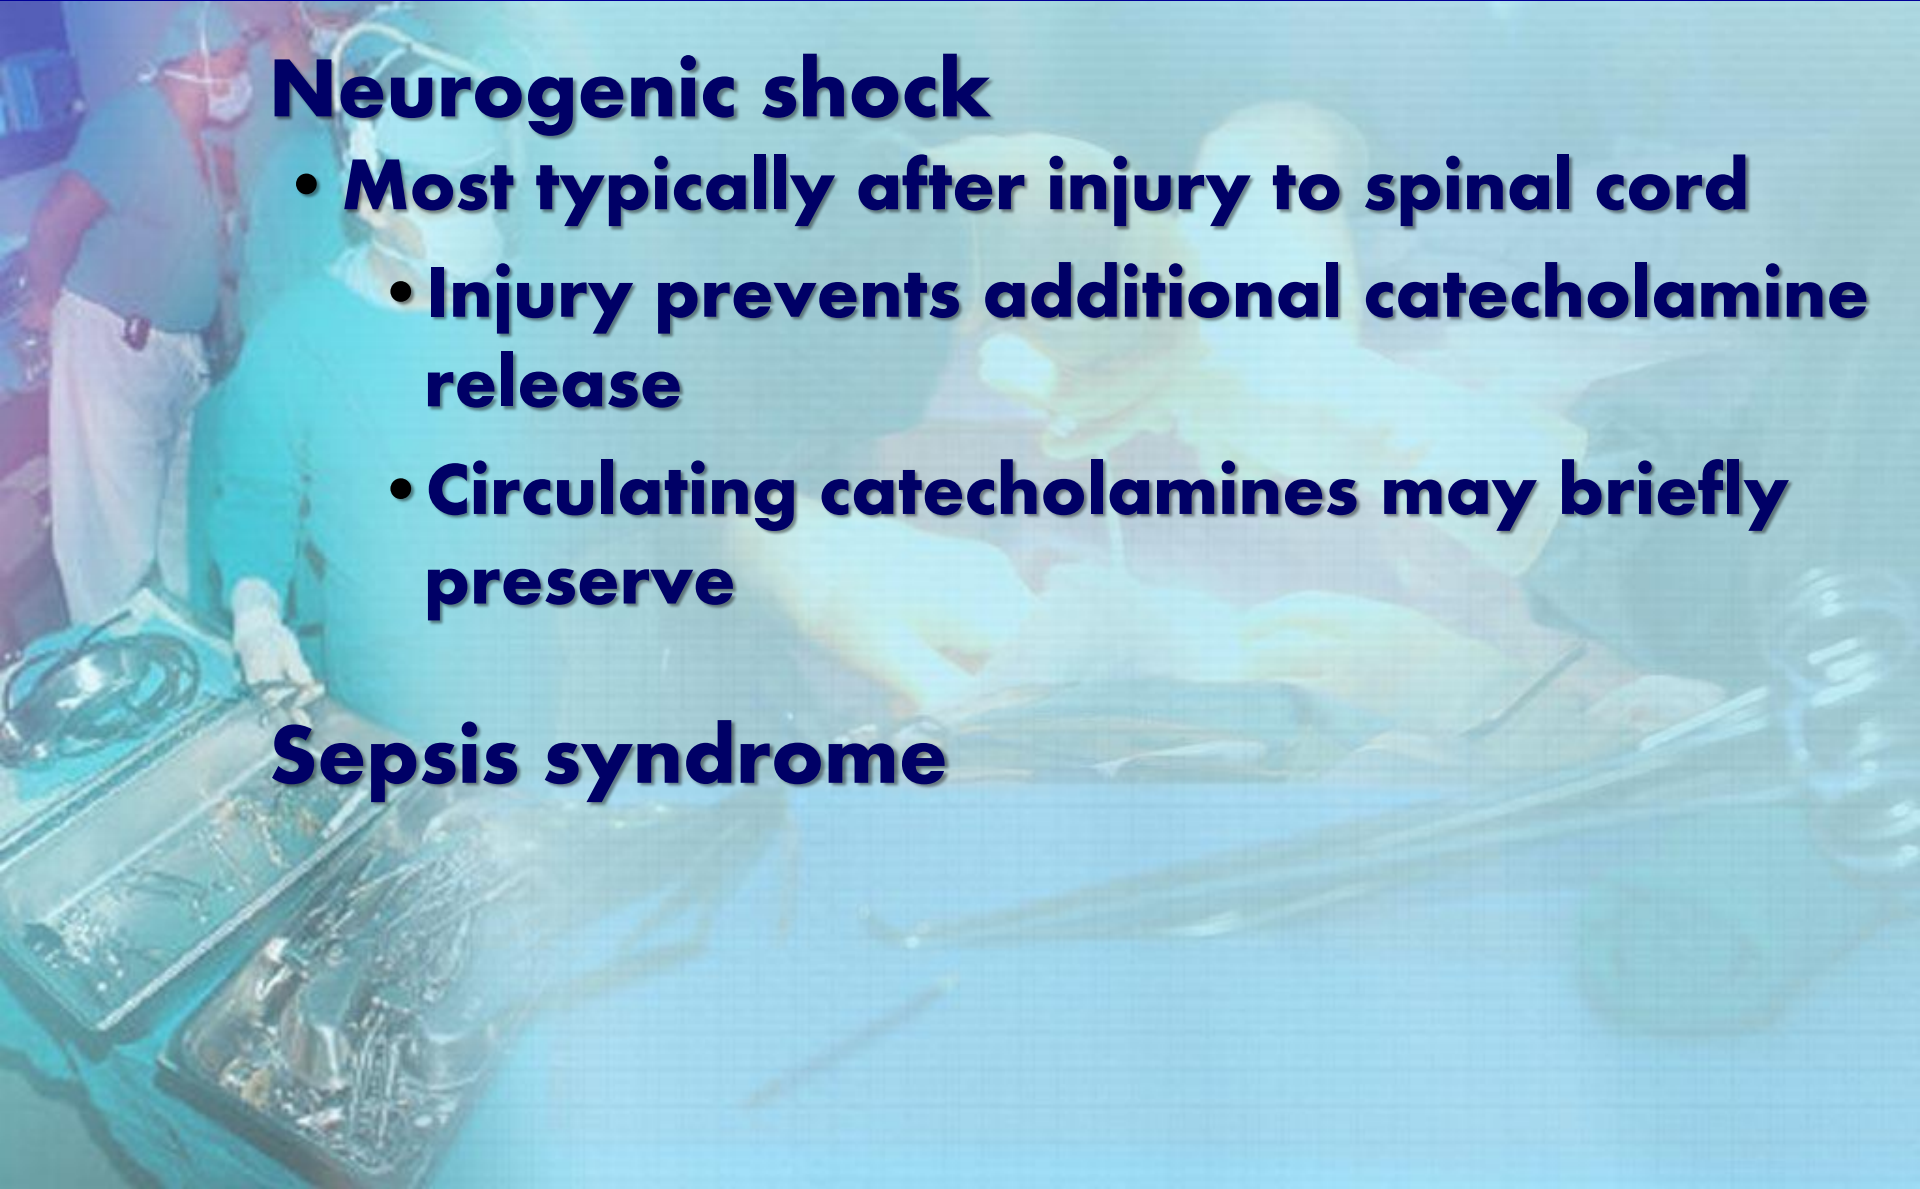 Neurogenic shock
• Most typically after injury to spinal cord
• Injury prevents additional catecholamine
release
• Circulating catecholamines may briefly
preserve
Sepsis syndrome